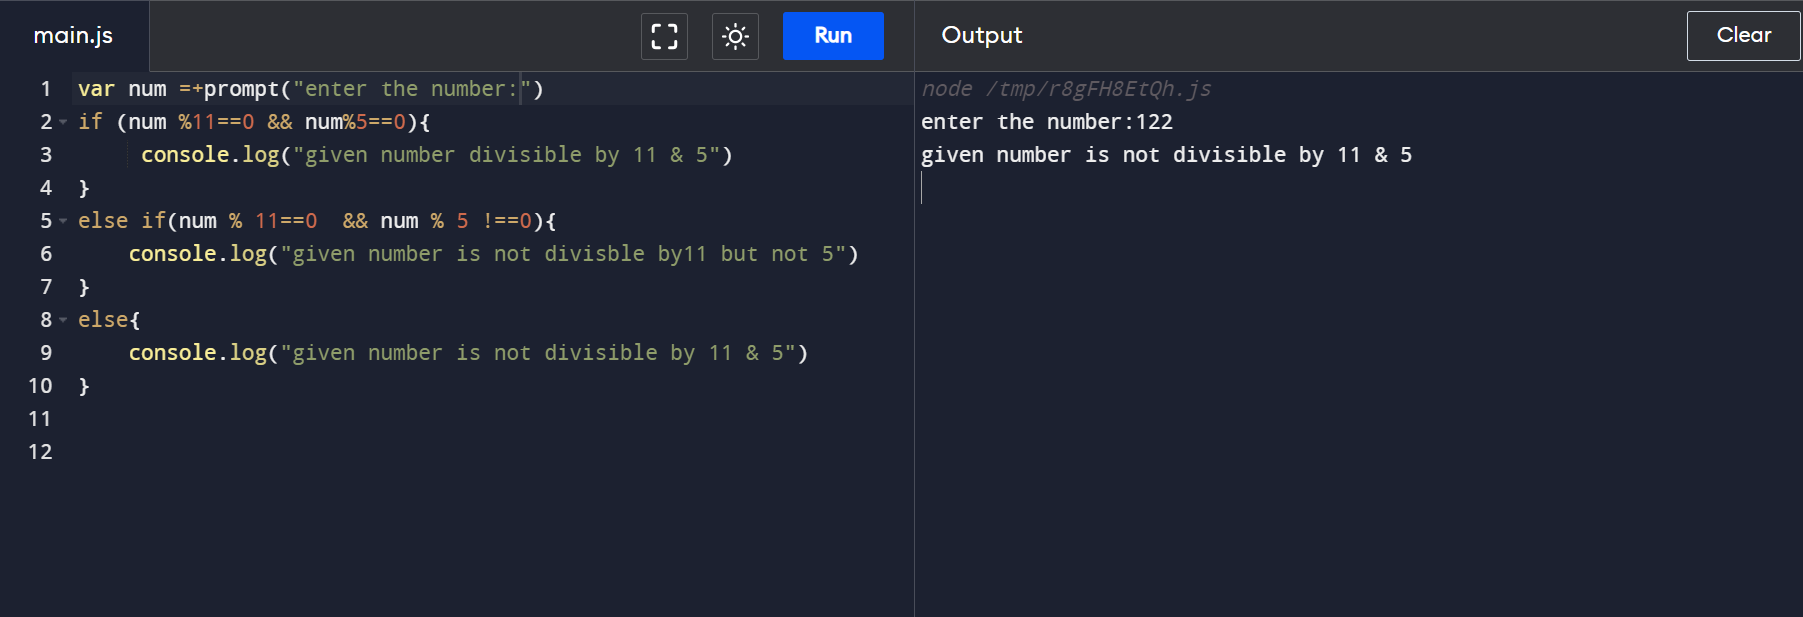 main.js
Run
Output
Clear
1 var num =+prompt("enter the number:")
2 if (num %11==0 && num%5==0){
3 console.log("given number divisible by 11 & 5")
4 }
5 else if(num % 11==0  && num % 5 !==0){
6 console.log("given number is not divisble by11 but not 5")
7 }
8 else{
9 console.log("given number is not divisible by 11 & 5")
10 }
11
12
node /tmp/r8gFH8EtQh.js
enter the number:122
given number is not divisible by 11 & 5